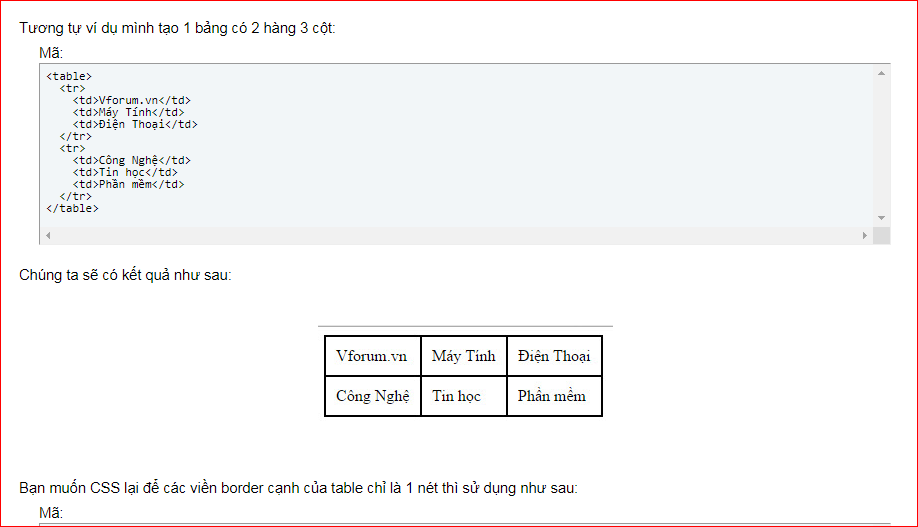 Tương tự ví dụ mình tạo 1 bảng có 2 hàng 3 cột:
Mã:
<table>
  <tr>
    <td>Vforum.vn</td>
    <td>Máy Tính</td>
    <td>Điện Thoại</td>
  </tr>
  <tr>
    <td>Công Nghệ</td>
    <td>Tin học</td>
    <td>Phần mềm</td>
  </tr>
</table>
Chúng ta sẽ có kết quả như sau:
Vforum.vn Máy Tính Điện Thoại
Công Nghệ Tin học Phần mềm
Bạn muốn CSS lại để các viền border cạnh của table chỉ là 1 nét thì sử dụng như sau:
Mã: